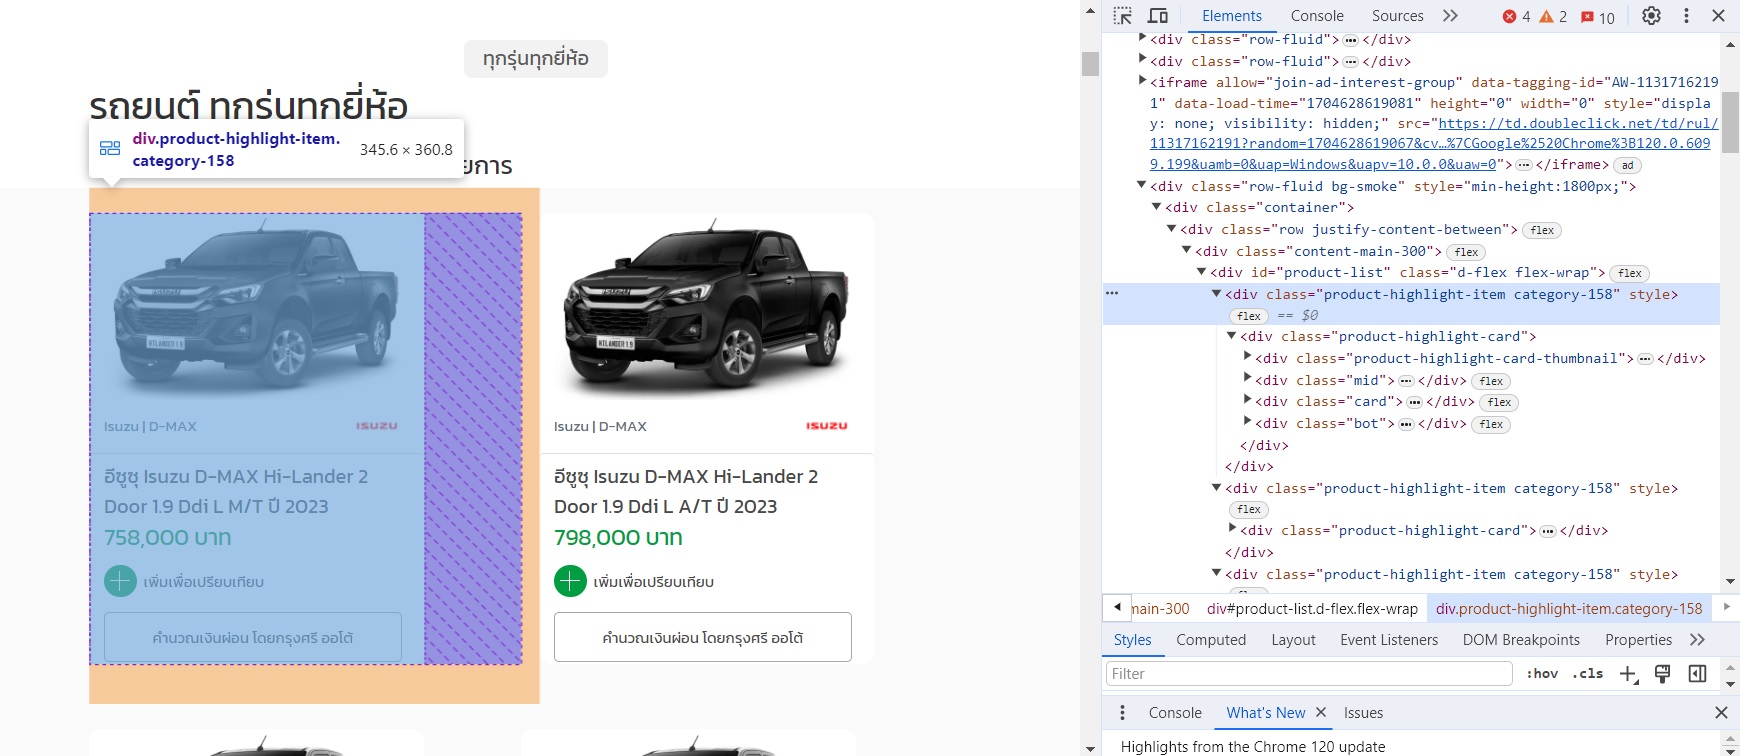 ทุกรุ่นทุกยี่ห้อ
รถยนต์ ทุกรุ่นทุกยี่ห้อ
div.product-highlight-item.
category-158
345.6 × 360.8
ยการ
HILANDER 1.9
HILANDER 1.9
Isuzu | D-MAX
ISUZU
Isuzu | D-MAX
ISUZU
อีซูซุ Isuzu D-MAX Hi-Lander 2
Door 1.9 Ddi L M/T ปี 2023
758,000 บาท
เพิ่มเพื่อเปรียบเทียบ
คำนวณเงินผ่อน โดยกรุงศรี ออโต้
อีซูซุ Isuzu D-MAX Hi-Lander 2
Door 1.9 Ddi L A/T ปี 2023
798,000 บาท
เพิ่มเพื่อเปรียบเทียบ
คำนวณเงินผ่อน โดยกรุงศรี ออโต้
Elements Console Sources 4 2 10
<div class="row-fluid"> ••• </div>
<div class="row-fluid"> ••• </div>
<iframe allow="join-ad-interest-group" data-tagging-id="AW-1131716219
1" data-load-time="1704628619081" height="0" width="0" style="displa
y: none; visibility: hidden;" src="https://td.doubleclick.net/td/rul/
11317162191?random=1704628619067&cv…%7CGoogle%2520Chrome%3B120.0.609
9.199&uamb=0&uap=Windows&uapv=10.0.0&uaw=0"> ••• </iframe> ad
<div class="row-fluid bg-smoke" style="min-height:1800px;">
<div class="container">
<div class="row justify-content-between"> flex
<div class="content-main-300"> flex
<div id="product-list" class="d-flex flex-wrap"> flex
<div class="product-highlight-item category-158" style>
flex == $0
<div class="product-highlight-card">
<div class="product-highlight-card-thumbnail"> ••• </div>
<div class="mid"> ••• </div> flex
<div class="card"> ••• </div> flex
<div class="bot"> ••• </div> flex
</div>
</div>
<div class="product-highlight-item category-158" style>
flex
<div class="product-highlight-card"> ••• </div>
</div>
<div class="product-highlight-item category-158" style>
main-300 div#product-list.d-flex.flex-wrap div.product-highlight-item.category-158
Styles Computed Layout Event Listeners DOM Breakpoints Properties
Filter :hov .cls
Console What's New Issues
Highlights from the Chrome 120 update